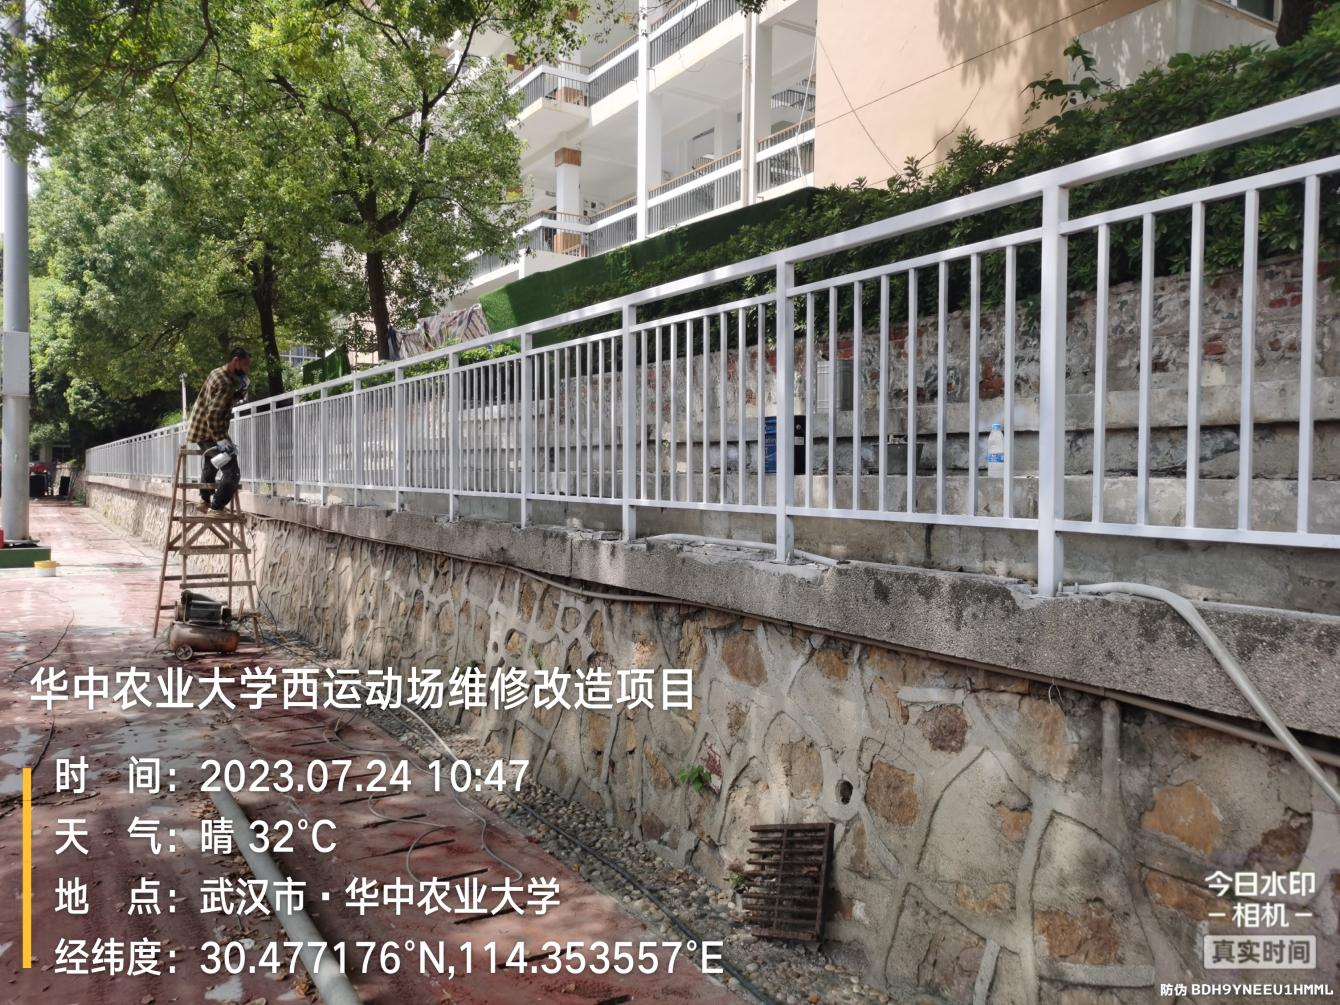 华中农业大学西运动场维修改造项目
时 间：2023.07.24 10:47
天 气：晴 32°C
地 点：武汉市·华中农业大学
经纬度：30.477176°N,114.353557°E
今日水印
相机
真实时间
防伪 BDH9YNEEU1HMML